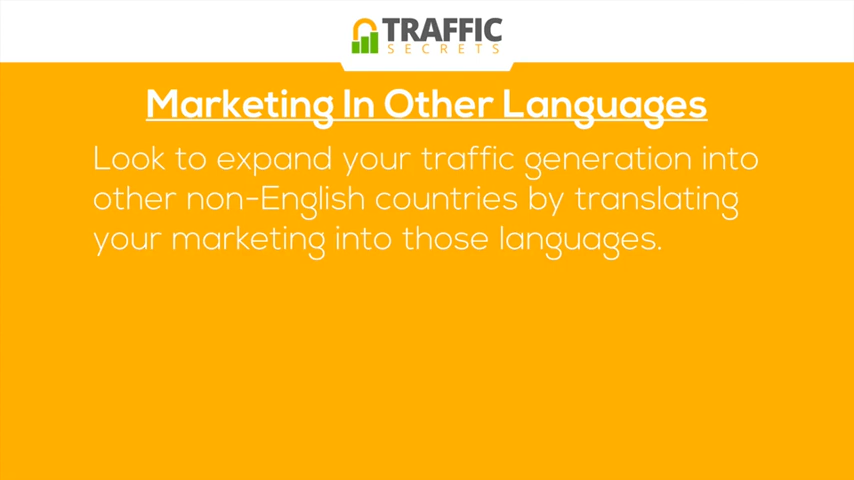 TRAFFIC
SECRETS
Marketing In Other Languages
Look to expand your traffic generation into
other non-English countries by translating
your marketing into those languages.